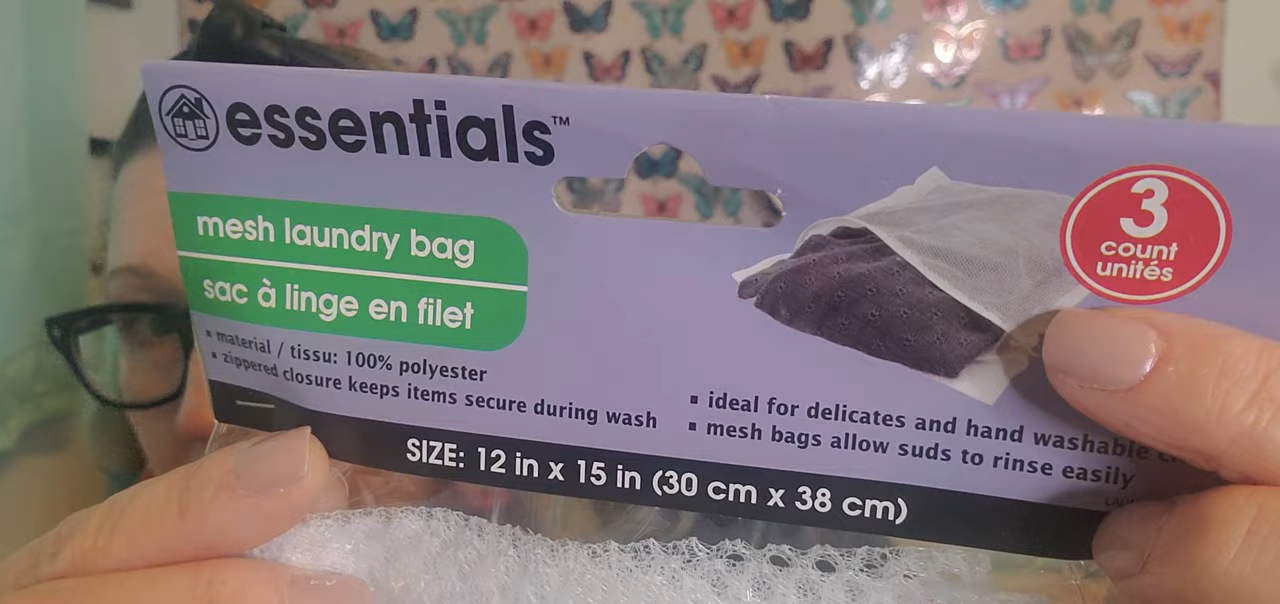 essentials™
mesh laundry bag
sac à linge en filet
▪ material / tissu: 100% polyester
▪ zippered closure keeps items secure during wash
3
count
unités
▪ ideal for delicates and hand washable
▪ mesh bags allow suds to rinse easily
SIZE: 12 in x 15 in (30 cm x 38 cm)